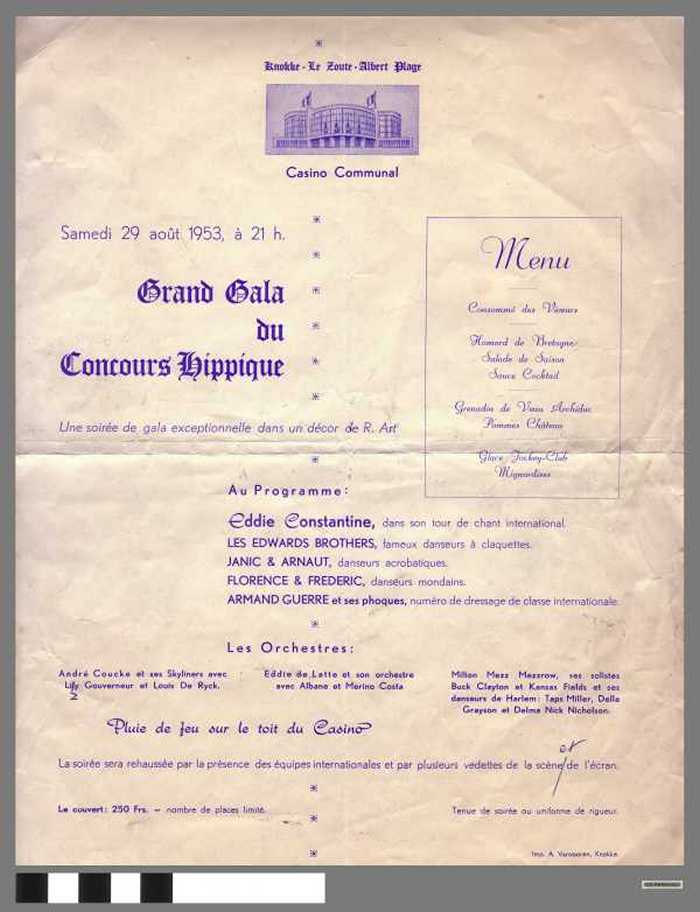 Knokke - Le Zoute - Albert Plage
Casino Communal
Samedi 29 août 1953, à 21 h.
Grand Gala
du
Concours Hippique
Une soirée de gala exceptionnelle dans un décor de R. Art
Menu
Consommé des Vieneurs
Homard de Bretagne
Salade de Saison
Sauce Cocktail
Grenadin de Veau Archiduc
Pommes Château
Glace Jockey-Club
Mignardises
Au Programme:
Eddie Constantine, dans son tour de chant international.
LES EDWARDS BROTHERS, fameux danseurs à claquettes.
JANIC & ARNAUT, danseurs acrobatiques.
FLORENCE & FREDERIC, danseurs mondains.
ARMAND GUERRE et ses phoques, numéro de dressage de classe internationale.
Les Orchestres:
André Coucke et ses Skyliners avec
Lily Gouverneur et Louis De Ryck.
2
Eddie de Latte et son orchestre
avec Albane et Merino Costa
Milton Mezz Mezzrow, ses solistes
Buck Clayton et Kansas Fields et ses
danseurs de Harlem: Taps Miller, Della
Grayson et Delma Nick Nicholson.
Pluie de feu sur le toit du Casino
et
La soirée sera rehaussée par la présence des équipes internationales et par plusieurs vedettes de la scène/de l'écran.
Le couvert: 250 Frs. — nombre de places limité.
Tenue de soirée ou uniforme de rigueur.
Imp. A. Knokke.